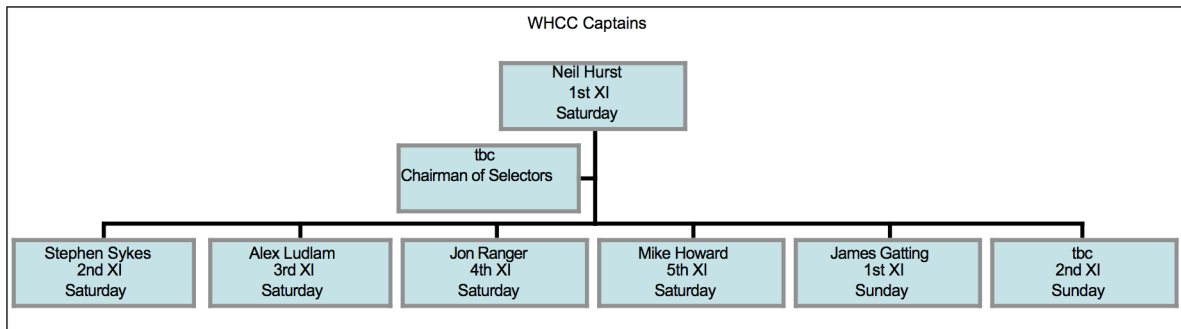 WHCC Captains
Neil Hurst
1st XI
Saturday
tbc
Chairman of Selectors
Stephen Sykes
2nd XI
Saturday
Alex Ludlam
3rd XI
Saturday
Jon Ranger
4th XI
Saturday
Mike Howard
5th XI
Saturday
James Gatting
1st XI
Sunday
tbc
2nd XI
Sunday